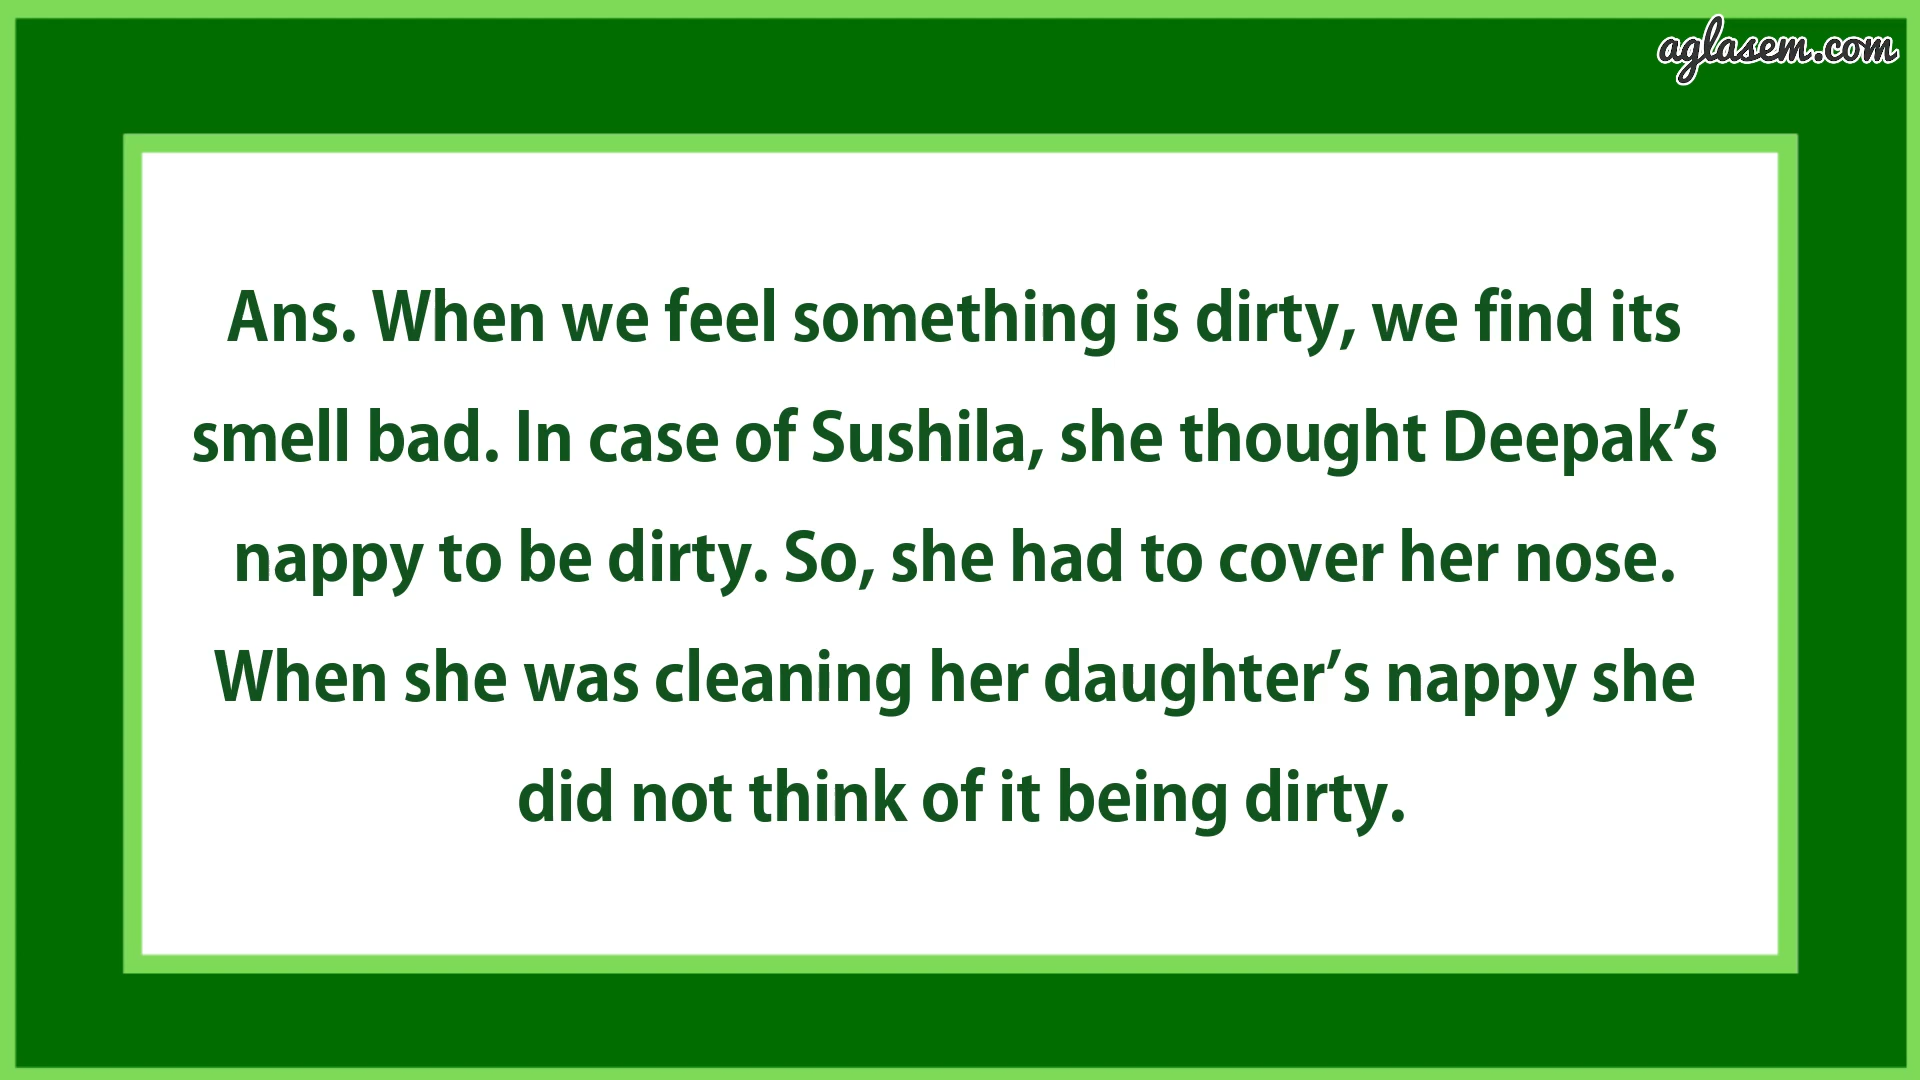 aglasem.com
Ans. When we feel something is dirty, we find its
smell bad. In case of Sushila, she thought Deepak’s
nappy to be dirty. So, she had to cover her nose.
When she was cleaning her daughter’s nappy she
did not think of it being dirty.